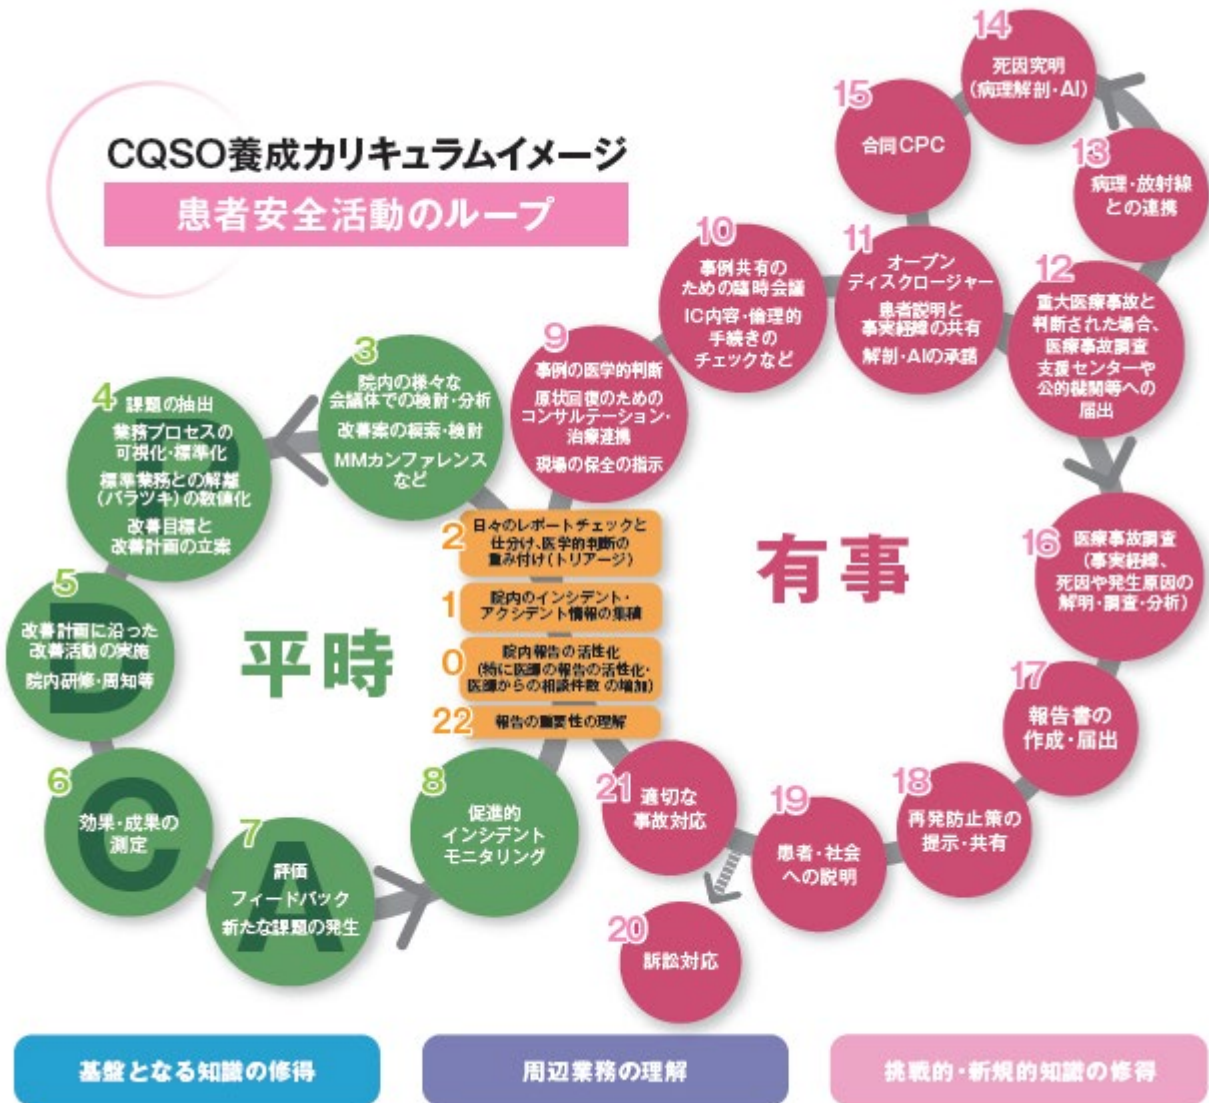 CQSO養成カリキュラムイメージ
患者安全活動のループ
平時
有事
22
報告の重要性の理解
0
院内報告の活性化
(特に医師の報告の活性化・
医師からの相談件数の増加)
1
院内のインシデント・
アクシデント情報の集積
2
日々のレポートチェックと
仕分け、医学的判断の
重み付け(トリアージ)
3
院内の様々な
会議体での検討・分析
改善案の模索・検討
MMカンファレンス
など
4
P
課題の抽出
業務プロセスの
可視化・標準化
標準業務との解離
(バラツキ)の数値化
改善目標と
改善計画の立案
5
D
改善計画に沿った
改善活動の実施
院内研修・周知等
6
C
効果・成果の
測定
7
A
評価
フィードバック
新たな課題の発生
8
促進的
インシデント
モニタリング
9
事例の医学的判断
原状回復のための
コンサルテーション・
治療連携
現場の保全の指示
10
事例共有の
ための臨時会議
IC内容・倫理的
手続きの
チェックなど
11
オープン
ディスクロージャー
患者説明と
事実経緯の共有
解剖・AIの承諾
12
重大医療事故と
判断された場合、
医療事故調査
支援センターや
公的機関等への
届出
13
病理・放射線
との連携
14
死因究明
(病理解剖・AI)
15
合同CPC
16
医療事故調査
(事実経緯、
死因や発生原因の
解明・調査・分析)
17
報告書の
作成・届出
18
再発防止策の
提示・共有
19
患者・社会
への説明
20
訴訟対応
21
適切な
事故対応
基盤となる知識の修得
周辺業務の理解
挑戦的・新規的知識の修得